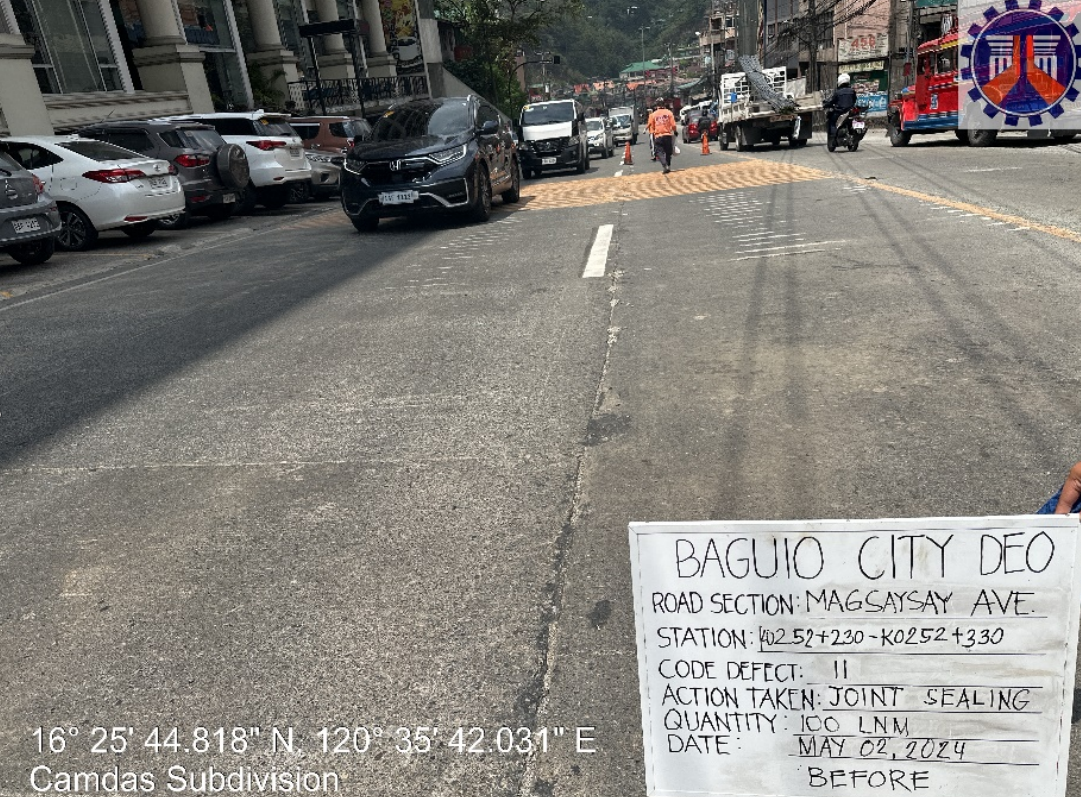 BAGUIO CITY DEO
ROAD SECTION: MAGSAYSAY AVE.
STATION: K0252+230-K0252+330
CODE DEFECT: 11
ACTION TAKEN: JOINT SEALING
QUANTITY: 100 LNM
DATE: MAY 02, 2024
BEFORE
16° 25' 44.818" N, 120° 35' 42.031" E
Camdas Subdivision